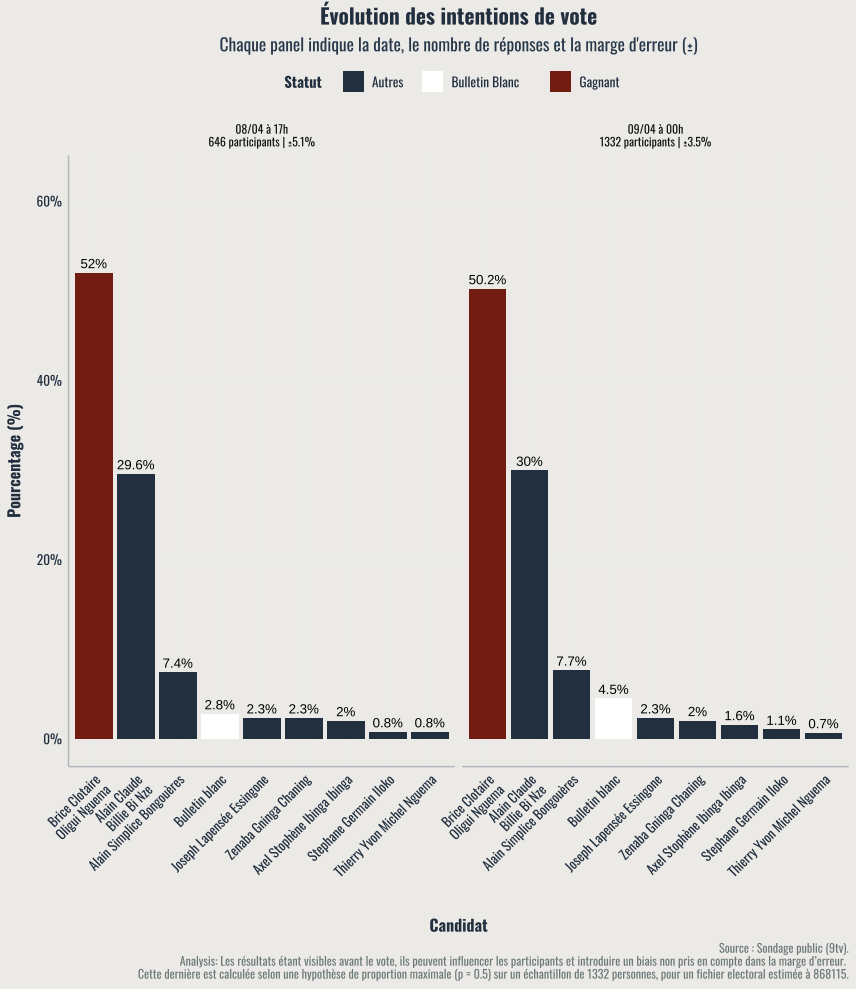 Évolution des intentions de vote
Chaque panel indique la date, le nombre de réponses et la marge d'erreur (±)
Statut Autres Bulletin Blanc Gagnant
08/04 à 17h
646 participants | ±5.1%
09/04 à 00h
1332 participants | ±3.5%
Pourcentage (%)
60%
40%
20%
0%
52%
29.6%
7.4%
2.8%
2.3%
2.3%
2%
0.8%
0.8%
50.2%
30%
7.7%
4.5%
2.3%
2%
1.6%
1.1%
0.7%
Brice Clotaire
Oligui Nguema
Alain Claude
Billie Bi Nze
Alain Simplice Bongouères
Bulletin blanc
Joseph Lapensée Essingone
Zenaba Gninga Chaning
Axel Stophène Ibinga Ibinga
Stephane Germain Iloko
Thierry Yvon Michel Nguema
Brice Clotaire
Oligui Nguema
Alain Claude
Billie Bi Nze
Alain Simplice Bongouères
Bulletin blanc
Joseph Lapensée Essingone
Zenaba Gninga Chaning
Axel Stophène Ibinga Ibinga
Stephane Germain Iloko
Thierry Yvon Michel Nguema
Candidat
Source : Sondage public (9tv).
Analysis: Les résultats étant visibles avant le vote, ils peuvent influencer les participants et introduire un biais non pris en compte dans la marge d'erreur.
Cette dernière est calculée selon une hypothèse de proportion maximale (p = 0.5) sur un échantillon de 1332 personnes, pour un fichier electoral estimée à 868115.